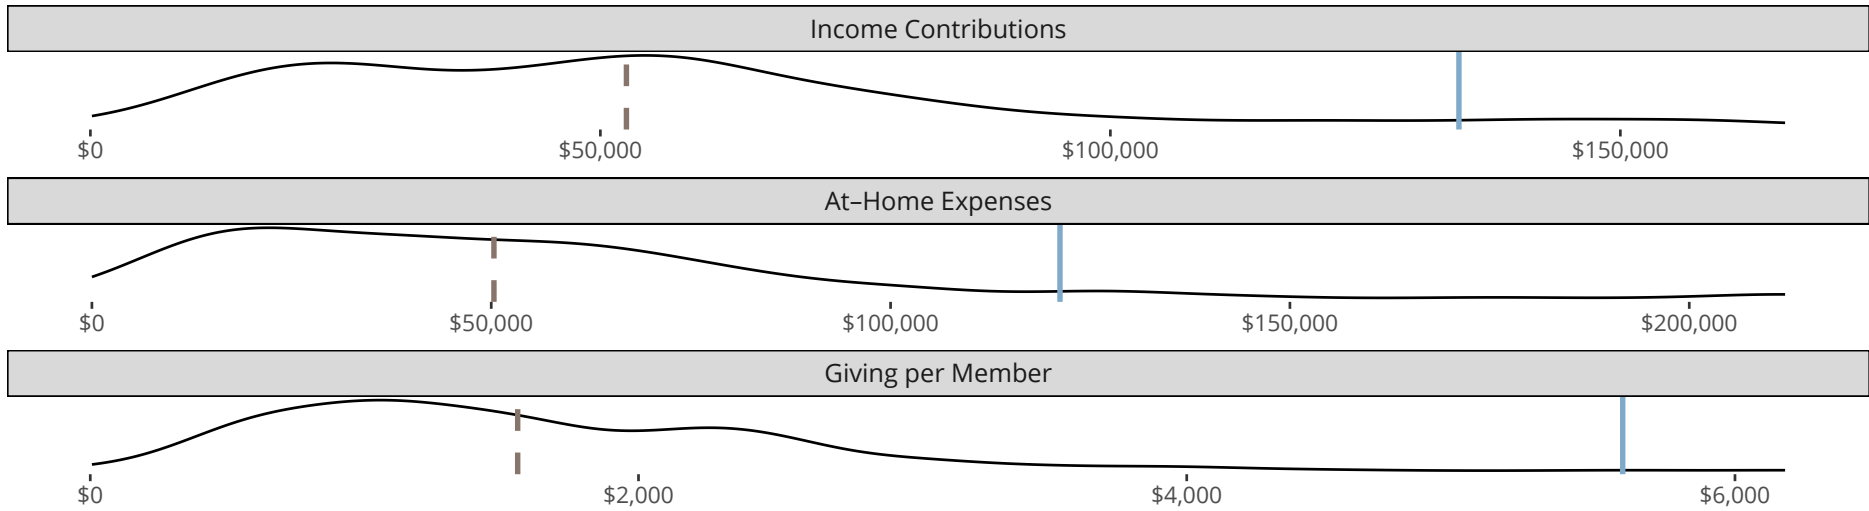 Income Contributions
$0 $50,000 $100,000 $150,000
At–Home Expenses
$0 $50,000 $100,000 $150,000 $200,000
Giving per Member
$0 $2,000 $4,000 $6,000